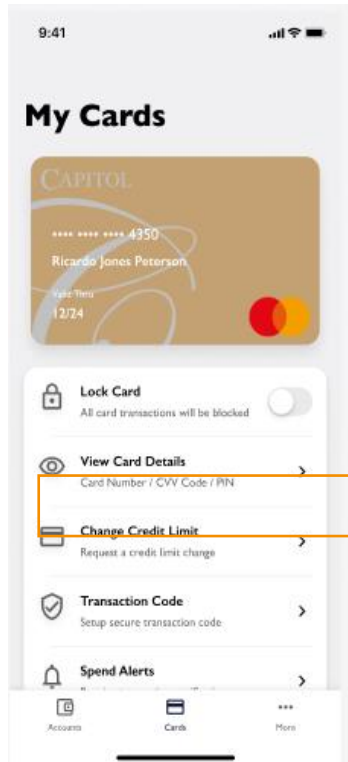 9:41
My Cards
CAPITOL
•••• •••• •••• 4350
Ricardo Jones Peterson
Valid Thru
12/24
Lock Card
All card transactions will be blocked
View Card Details
Card Number / CVV Code / PIN
Change Credit Limit
Request a credit limit change
Transaction Code
Setup secure transaction code
Spend Alerts
Accounts
Cards
More